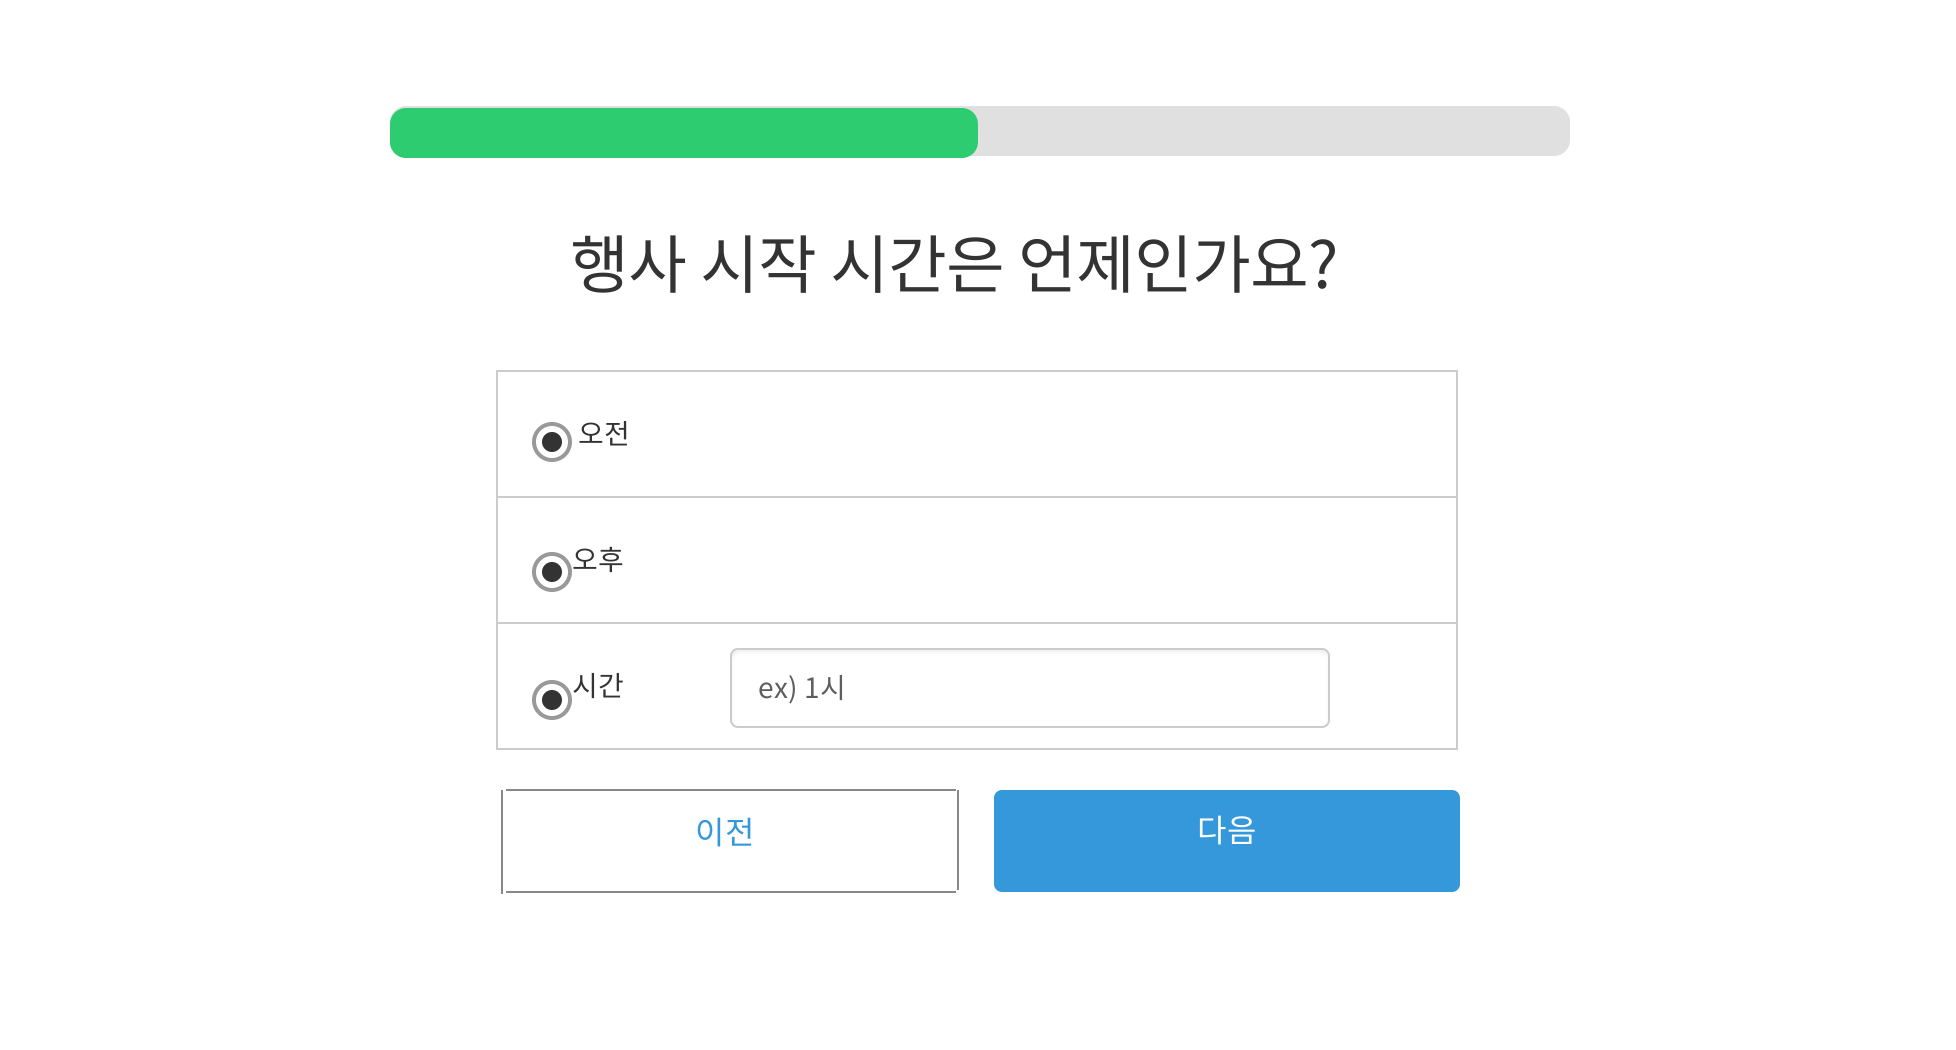 행사 시작 시간은 언제인가요?
오전
오후
시간
ex) 1시
이전
다음